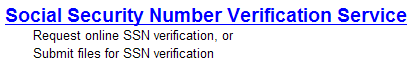 Social Security Number Verification Service
Request online SSN verification, or
Submit files for SSN verification